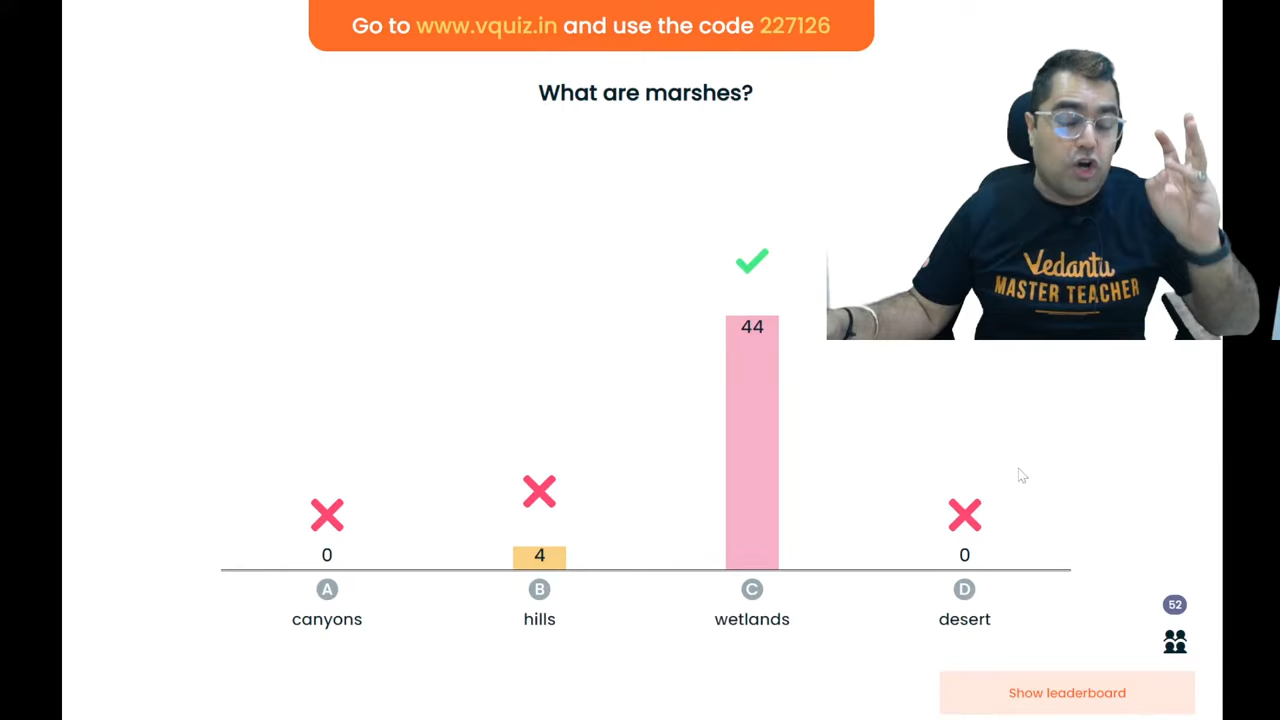 Go to www.vquiz.in and use the code 227126
What are marshes?
Vedantu
MASTER TEACHER
44
0
4
0
A
B
C
D
canyons
hills
wetlands
desert
52
Show leaderboard